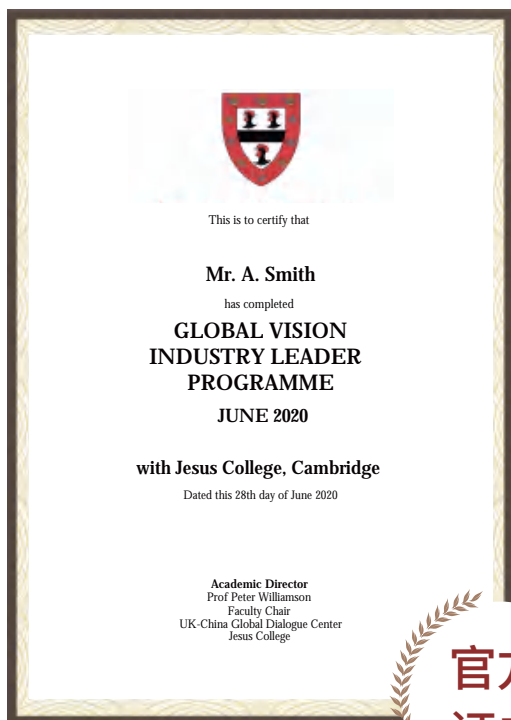 This is to certify that
Mr. A. Smith
has completed
GLOBAL VISION
INDUSTRY LEADER
PROGRAMME
JUNE 2020
with Jesus College, Cambridge
Dated this 28th day of June 2020
Academic Director
Prof Peter Williamson
Faculty Chair
UK-China Global Dialogue Center
Jesus College
官